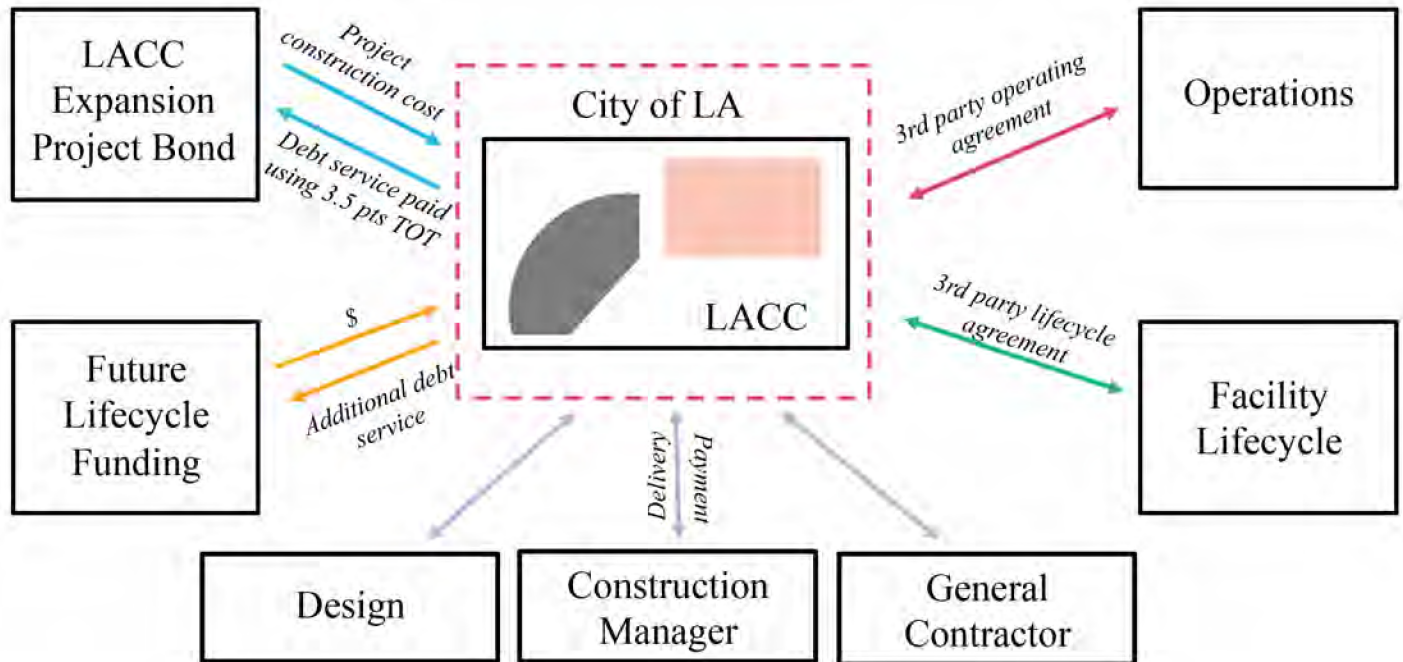 LACC
Expansion
Project Bond
Project
construction cost
Debt service paid
using 3.5 pts TOT
City of LA
LACC
3rd party operating
agreement
Operations
Future
Lifecycle
Funding
$
Additional debt
service
3rd party lifecycle
agreement
Facility
Lifecycle
Delivery
Payment
Design
Construction
Manager
General
Contractor